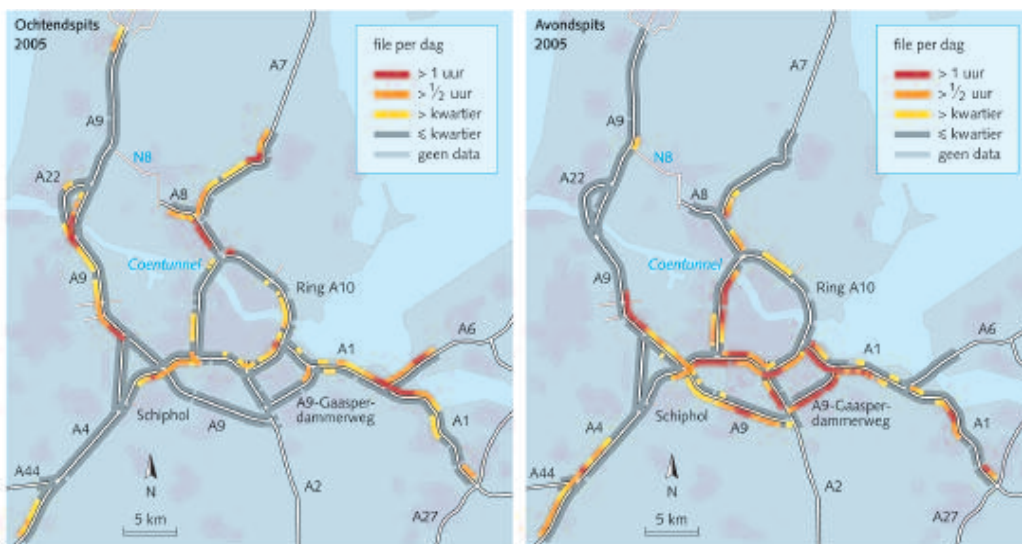 Ochtendspits
2005
file per dag
> 1 uur
> 1/2 uur
> kwartier
≤ kwartier
geen data
A7
A9
N8
A22
A8
Coentunnel
A9
Ring A10
A6
A1
Schiphol
A9-Gaasper-
dammerweg
A9
A1
A4
A44
N
A2
5 km
A27
Avondspits
2005
file per dag
> 1 uur
> 1/2 uur
> kwartier
≤ kwartier
geen data
A7
A9
N8
A22
A8
Coentunnel
A9
Ring A10
A6
A1
Schiphol
A9-Gaasper-
dammerweg
A9
A1
A4
A44
N
A2
5 km
A27